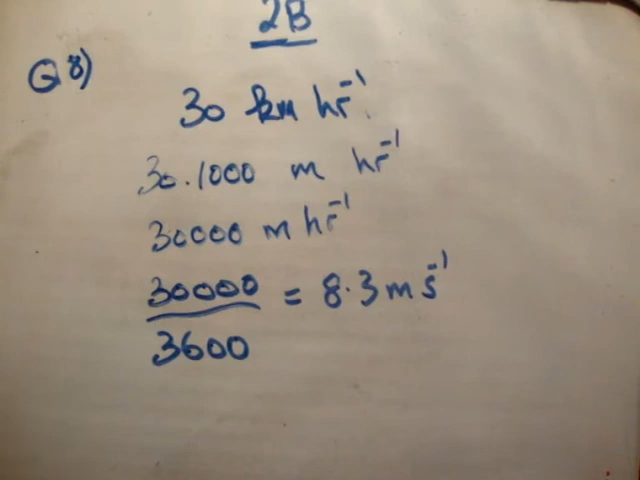 2B
Q8)
30 km hr⁻¹
30.1000 m hr⁻¹
30000 m hr⁻¹
30000 = 8.3 m s⁻¹
3600